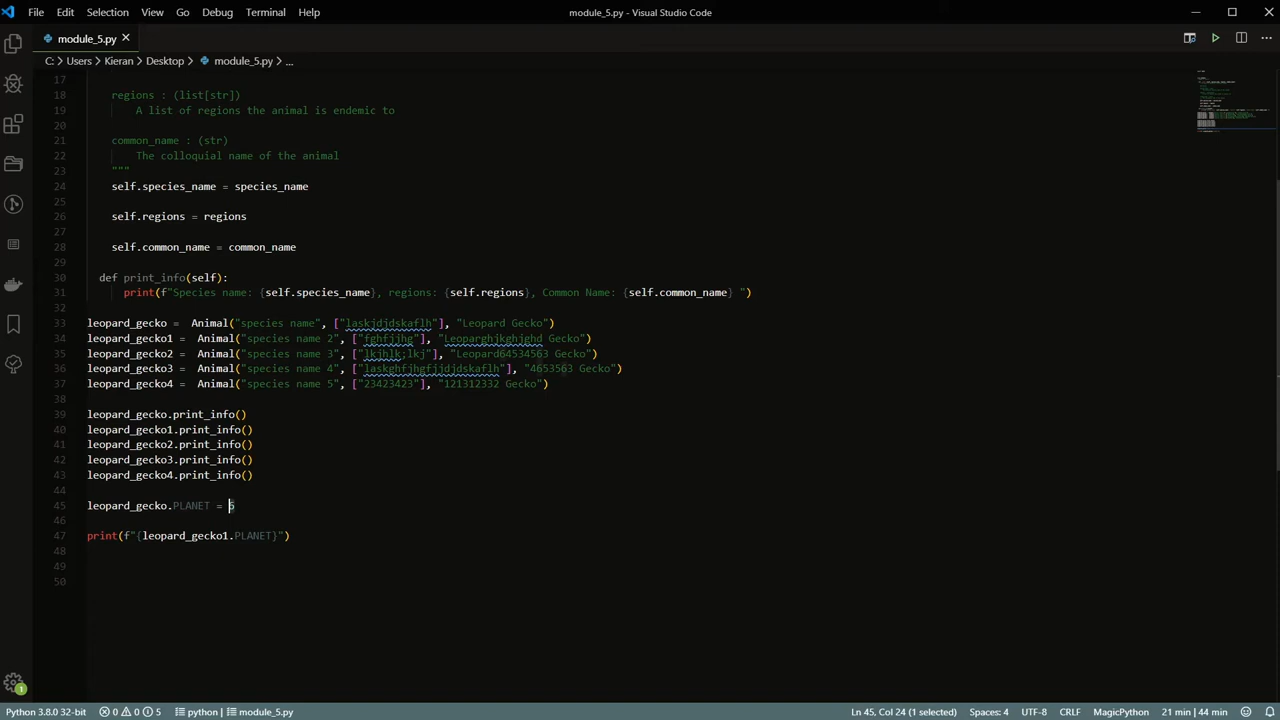 File Edit Selection View Go Debug Terminal Help module_5.py - Visual Studio Code
module_5.py
C: > Users > Kieran > Desktop > module_5.py > ...
17
18 regions : (list[str])
19 A list of regions the animal is endemic to
20
21 common_name : (str)
22 The colloquial name of the animal
23 """
24 self.species_name = species_name
25
26 self.regions = regions
27
28 self.common_name = common_name
29
30 def print_info(self):
31 print(f"Species name: {self.species_name}, regions: {self.regions}, Common Name: {self.common_name} ")
32
33 leopard_gecko = Animal("species name", ["laskjdjdskaflh"], "Leopard Gecko")
34 leopard_gecko1 = Animal("species name 2", ["fghfjjhg"], "Leoparghjkghjghd Gecko")
35 leopard_gecko2 = Animal("species name 3", ["lkjhlk;lkj"], "Leopard64534563 Gecko")
36 leopard_gecko3 = Animal("species name 4", ["laskghfjhgfjjdjdskaflh"], "4653563 Gecko")
37 leopard_gecko4 = Animal("species name 5", ["23423423"], "121312332 Gecko")
38
39 leopard_gecko.print_info()
40 leopard_gecko1.print_info()
41 leopard_gecko2.print_info()
42 leopard_gecko3.print_info()
43 leopard_gecko4.print_info()
44
45 leopard_gecko.PLANET = 5
46
47 print(f"{leopard_gecko1.PLANET}")
48
49
50
1
Python 3.8.0 32-bit 0 0 5 python | module_5.py Ln 45, Col 24 (1 selected) Spaces: 4 UTF-8 CRLF MagicPython 21 min | 44 min